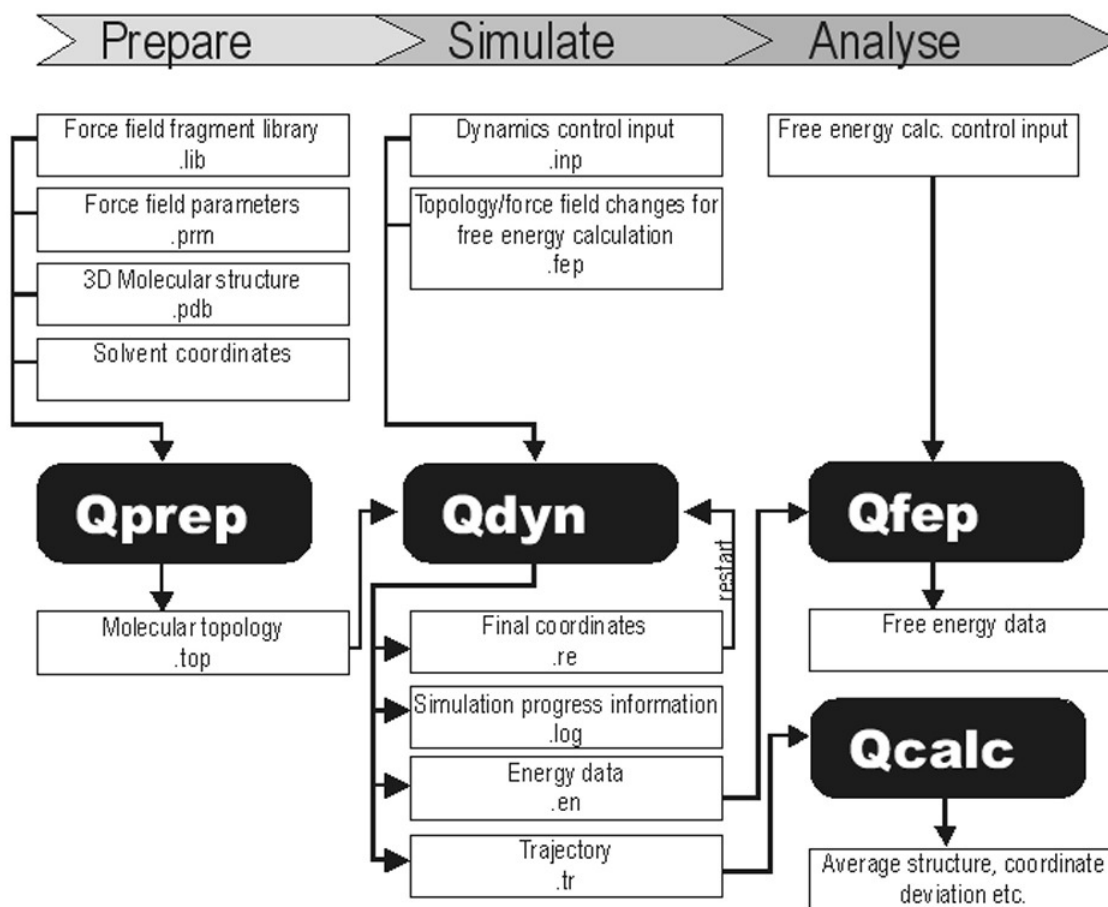 Prepare
Simulate
Analyse
Force field fragment library
.lib
Force field parameters
.prm
3D Molecular structure
.pdb
Solvent coordinates
Qprep
Molecular topology
.top
Dynamics control input
.inp
Topology/force field changes for
free energy calculation
.fep
Qdyn
restart
Final coordinates
.re
Simulation progress information
.log
Energy data
.en
Trajectory
.tr
Free energy calc. control input
Qfep
Free energy data
Qcalc
Average structure, coordinate
deviation etc.